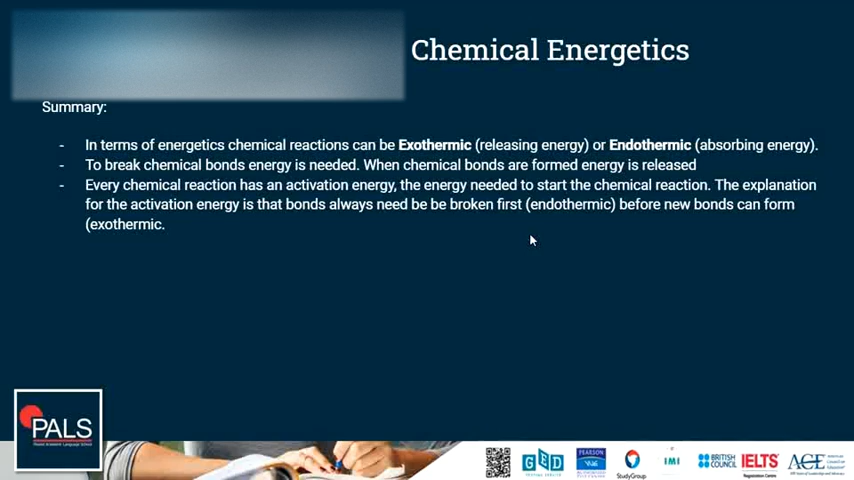 Chemical Energetics
Summary:
- In terms of energetics chemical reactions can be Exothermic (releasing energy) or Endothermic (absorbing energy).
- To break chemical bonds energy is needed. When chemical bonds are formed energy is released
- Every chemical reaction has an activation energy, the energy needed to start the chemical reaction. The explanation
for the activation energy is that bonds always need be be broken first (endothermic) before new bonds can form
(exothermic.
PALS
GED
PEARSON
VUE
StudyGroup
IMI
BRITISH
COUNCIL
IELTS
ACE